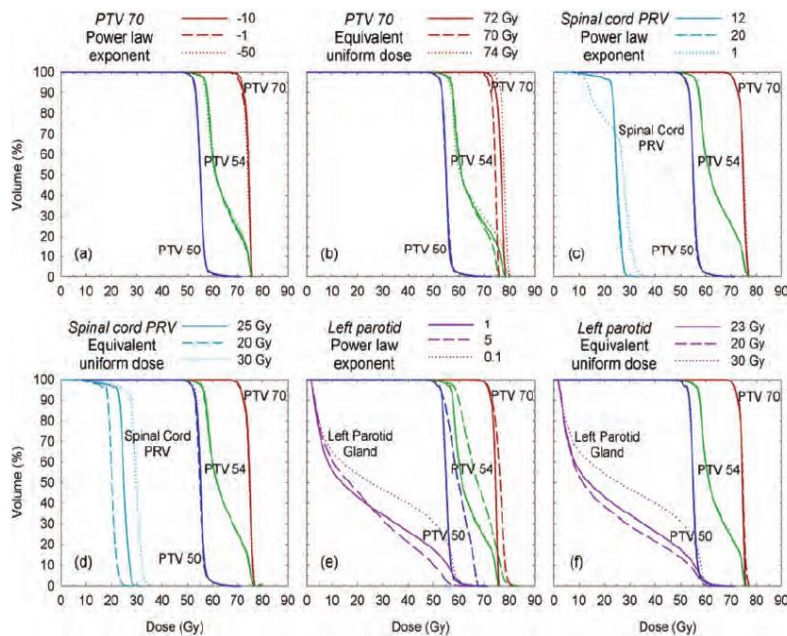 PTV 70
Power law
exponent
-10
-1
-50
PTV 70
Equivalent
uniform dose
72 Gy
70 Gy
74 Gy
Spinal cord PRV
Power law
exponent
12
20
1
Volume (%)
100
90
80
70
60
50
40
30
20
10
0
PTV 70
PTV 54
PTV 50
(a)
0 10 20 30 40 50 60 70 80 90
PTV 70
PTV 54
PTV 50
(b)
0 10 20 30 40 50 60 70 80 90
PTV 70
Spinal Cord
PRV
PTV 54
PTV 50
(c)
0 10 20 30 40 50 60 70 80 90
Spinal cord PRV
Equivalent
uniform dose
25 Gy
20 Gy
30 Gy
Left parotid
Power law
exponent
1
5
0.1
Left parotid
Equivalent
uniform dose
23 Gy
20 Gy
30 Gy
Volume (%)
100
90
80
70
60
50
40
30
20
10
0
PTV 70
Spinal Cord
PRV
PTV 54
PTV 50
(d)
0 10 20 30 40 50 60 70 80 90
Dose (Gy)
PTV 70
Left Parotid
Gland
PTV 54
PTV 50
(e)
0 10 20 30 40 50 60 70 80 90
Dose (Gy)
PTV 70
Left Parotid
Gland
PTV 54
PTV 50
(f)
0 10 20 30 40 50 60 70 80 90
Dose (Gy)